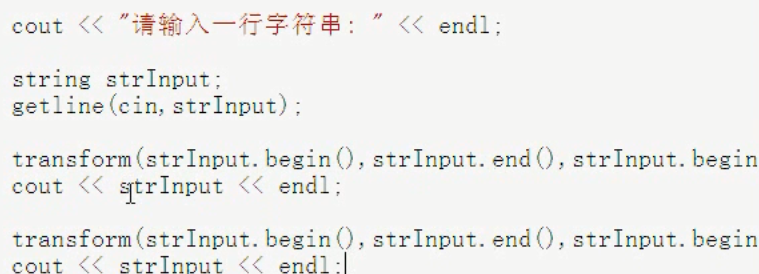 cout << "请输入一行字符串：" << endl;
string strInput;
getline(cin,strInput);
transform(strInput.begin(),strInput.end(),strInput.begin
cout << strInput << endl;
transform(strInput.begin(),strInput.end(),strInput.begin
cout << strInput << endl;